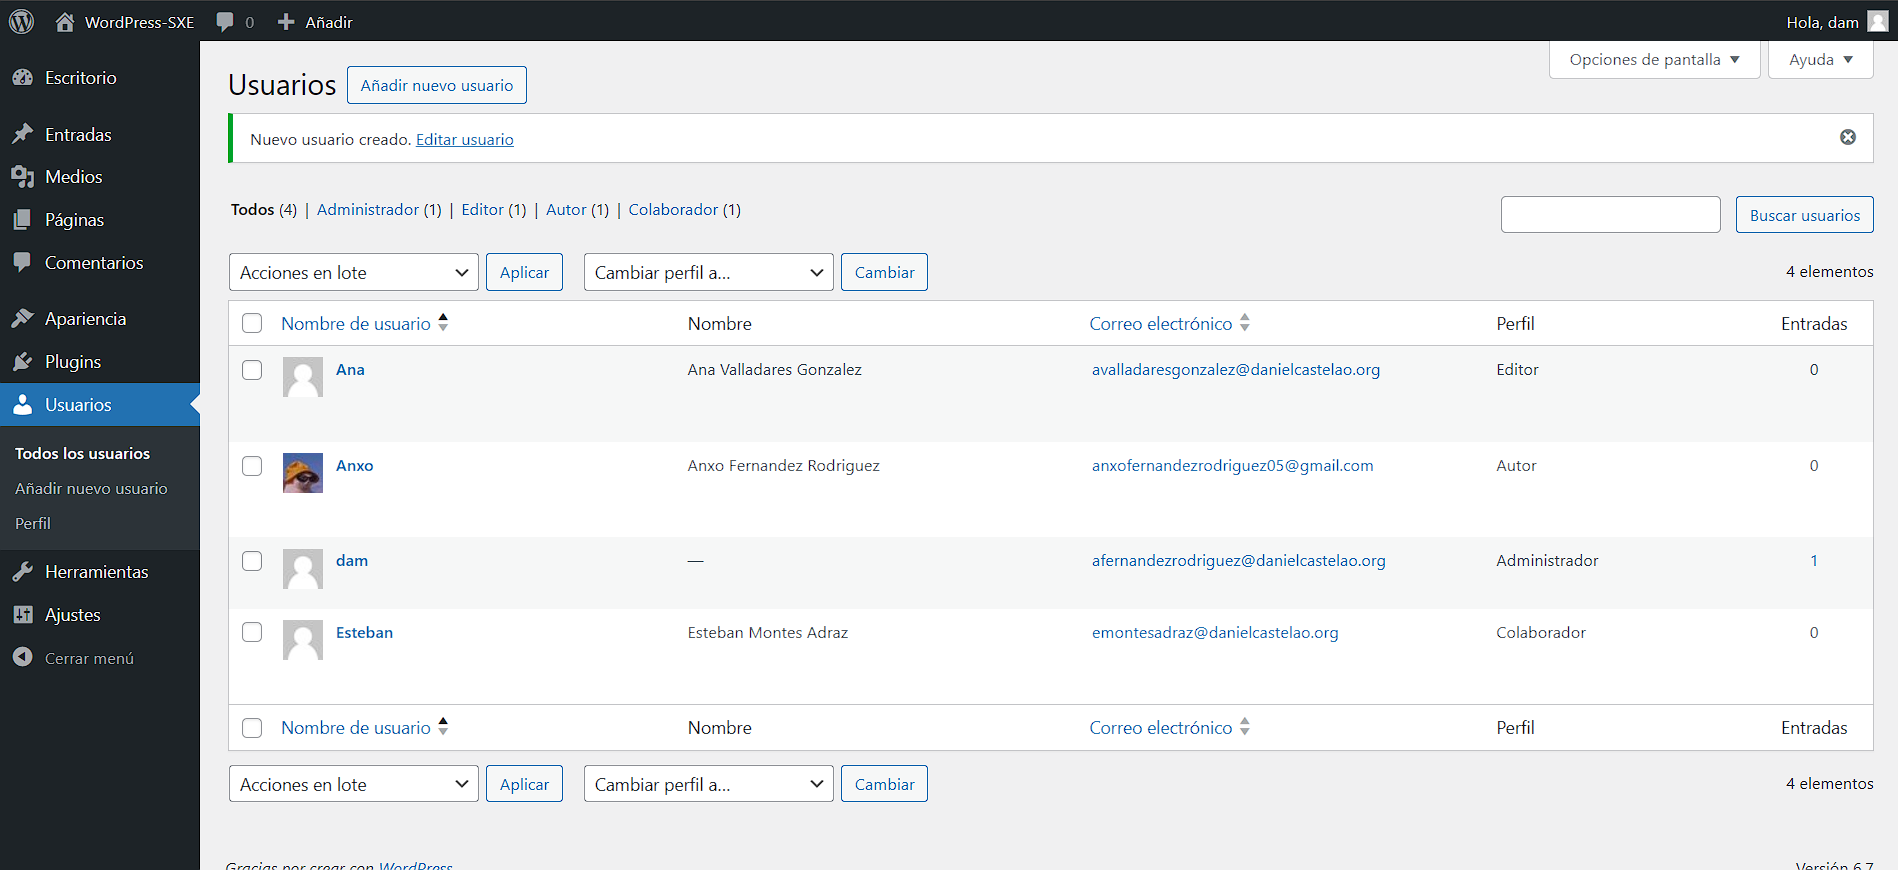 WordPress-SXE 0 Añadir Hola, dam
Escritorio
Entradas
Medios
Páginas
Comentarios
Apariencia
Plugins
Usuarios
Todos los usuarios
Añadir nuevo usuario
Perfil
Herramientas
Ajustes
Cerrar menú
Opciones de pantalla Ayuda
Usuarios Añadir nuevo usuario
Nuevo usuario creado. Editar usuario
Todos (4) | Administrador (1) | Editor (1) | Autor (1) | Colaborador (1)
Buscar usuarios
Acciones en lote Aplicar Cambiar perfil a... Cambiar 4 elementos
Nombre de usuario Nombre Correo electrónico Perfil Entradas
Ana Ana Valladares Gonzalez avalladaresgonzalez@danielcastelao.org Editor 0
Anxo Anxo Fernandez Rodriguez anxofernandezrodriguez05@gmail.com Autor 0
dam — afernandezrodriguez@danielcastelao.org Administrador 1
Esteban Esteban Montes Adraz emontesadraz@danielcastelao.org Colaborador 0
Nombre de usuario Nombre Correo electrónico Perfil Entradas
Acciones en lote Aplicar Cambiar perfil a... Cambiar 4 elementos
Gracias por crear con WordPress Versión 6.7